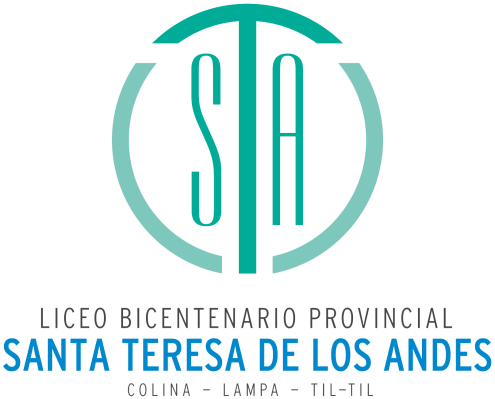 STA
LICEO BICENTENARIO PROVINCIAL
SANTA TERESA DE LOS ANDES
COLINA – LAMPA – TIL–TIL